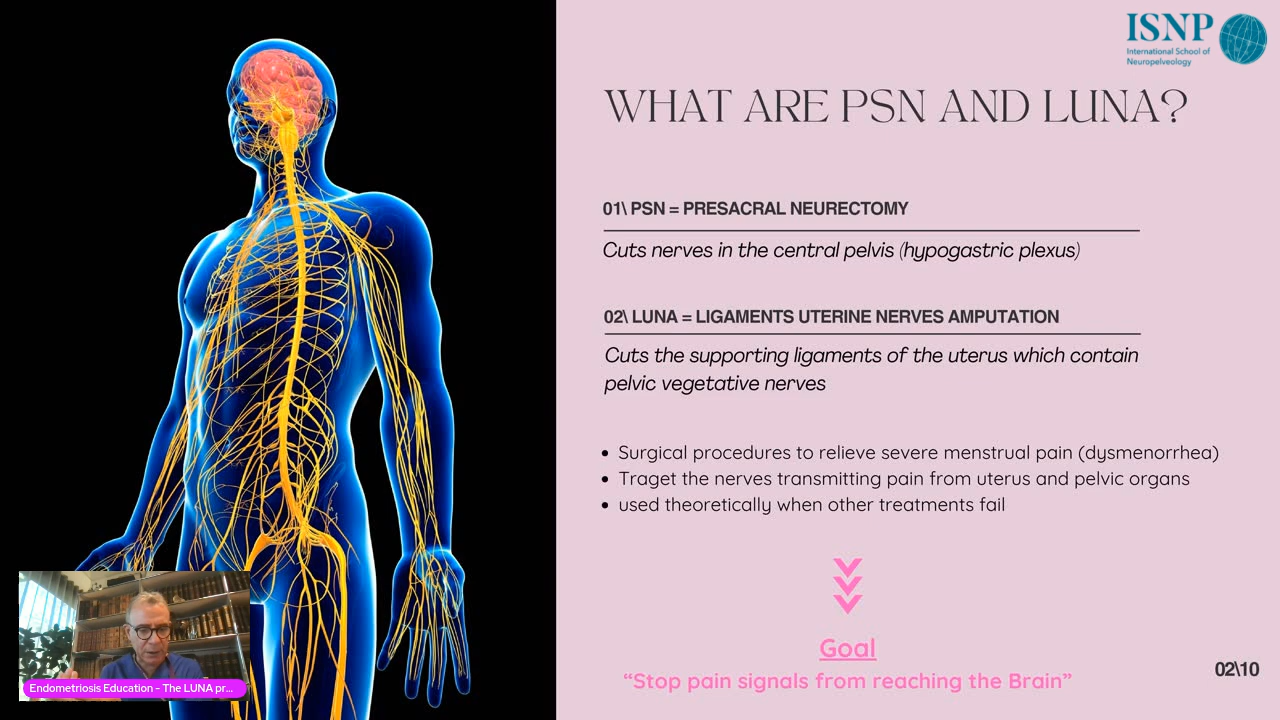 ISNP
International School of
Neuropelveology
WHAT ARE PSN AND LUNA?
01\ PSN = PRESACRAL NEURECTOMY
Cuts nerves in the central pelvis (hypogastric plexus)
02\ LUNA = LIGAMENTS UTERINE NERVES AMPUTATION
Cuts the supporting ligaments of the uterus which contain
pelvic vegetative nerves
• Surgical procedures to relieve severe menstrual pain (dysmenorrhea)
• Traget the nerves transmitting pain from uterus and pelvic organs
• used theoretically when other treatments fail
Goal
“Stop pain signals from reaching the Brain”
02\10
Endometriosis Education - The LUNA pr...